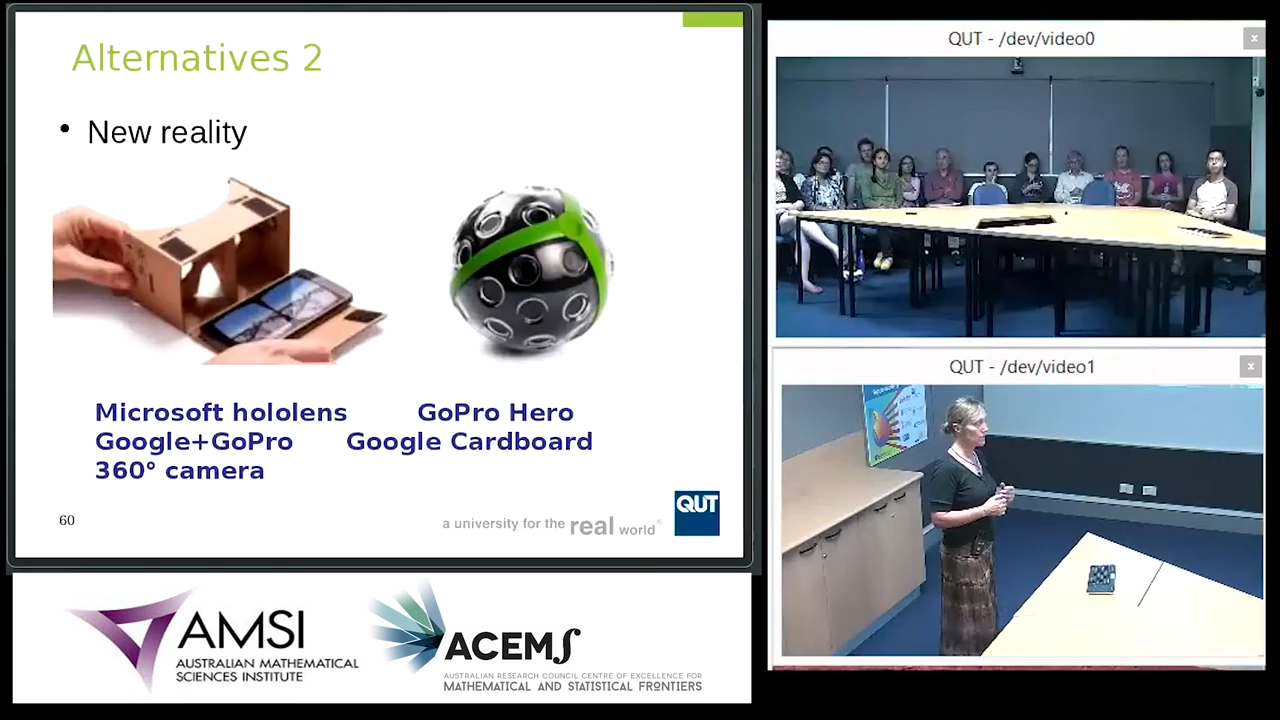 Alternatives 2
• New reality
Microsoft hololens GoPro Hero
Google+GoPro Google Cardboard
360° camera
60
a university for the real world®
QUT
AMSI
AUSTRALIAN MATHEMATICAL
SCIENCES INSTITUTE
ACEMS
AUSTRALIAN RESEARCH COUNCIL CENTRE OF EXCELLENCE FOR
MATHEMATICAL AND STATISTICAL FRONTIERS
QUT - /dev/video0
x
QUT - /dev/video1
x